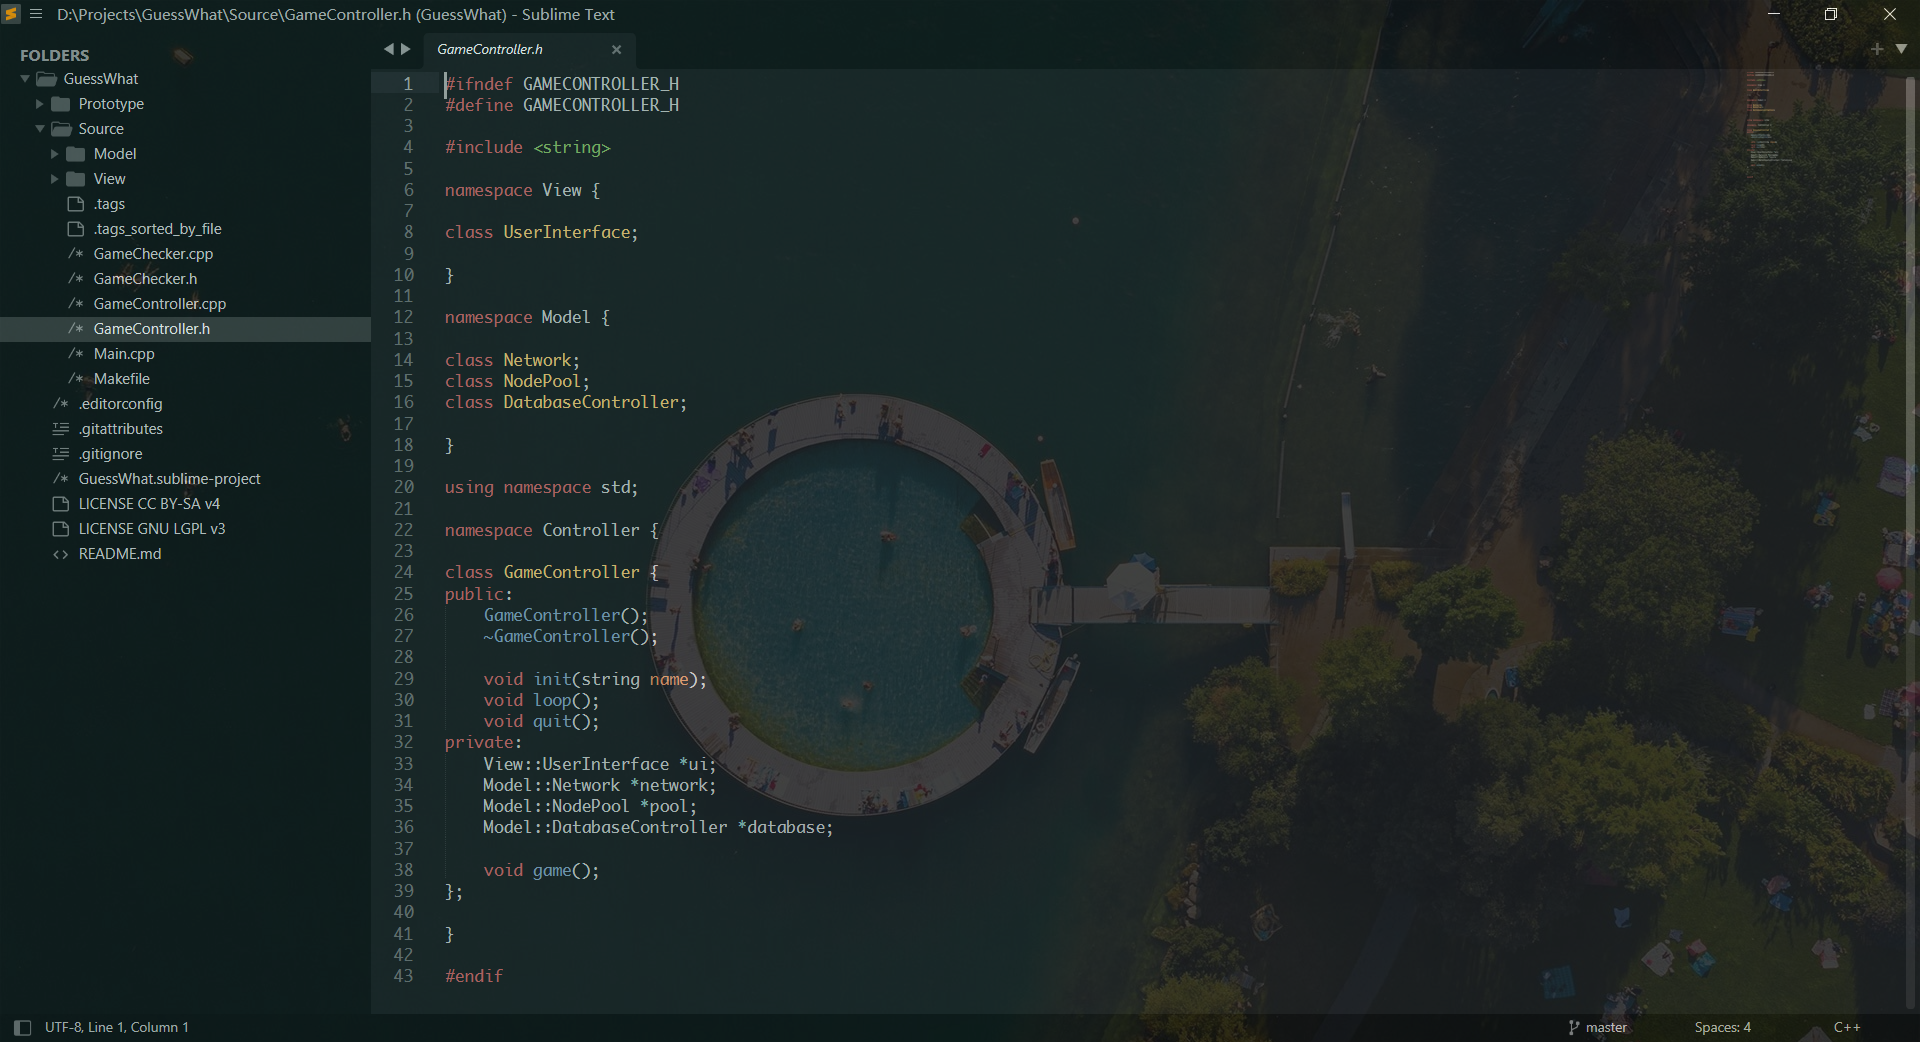 D:\Projects\GuessWhat\Source\GameController.h (GuessWhat) - Sublime Text
FOLDERS
GuessWhat
Prototype
Source
Model
View
.tags
.tags_sorted_by_file
/* GameChecker.cpp
/* GameChecker.h
/* GameController.cpp
/* GameController.h
/* Main.cpp
/* Makefile
/* .editorconfig
.gitattributes
.gitignore
/* GuessWhat.sublime-project
LICENSE CC BY-SA v4
LICENSE GNU LGPL v3
<> README.md
GameController.h
1 #ifndef GAMECONTROLLER_H
2 #define GAMECONTROLLER_H
3
4 #include <string>
5
6 namespace View {
7
8 class UserInterface;
9
10 }
11
12 namespace Model {
13
14 class Network;
15 class NodePool;
16 class DatabaseController;
17
18 }
19
20 using namespace std;
21
22 namespace Controller {
23
24 class GameController {
25 public:
26     GameController();
27     ~GameController();
28
29     void init(string name);
30     void loop();
31     void quit();
32 private:
33     View::UserInterface *ui;
34     Model::Network *network;
35     Model::NodePool *pool;
36     Model::DatabaseController *database;
37
38     void game();
39 };
40
41 }
42
43 #endif
UTF-8, Line 1, Column 1
master
Spaces: 4
C++